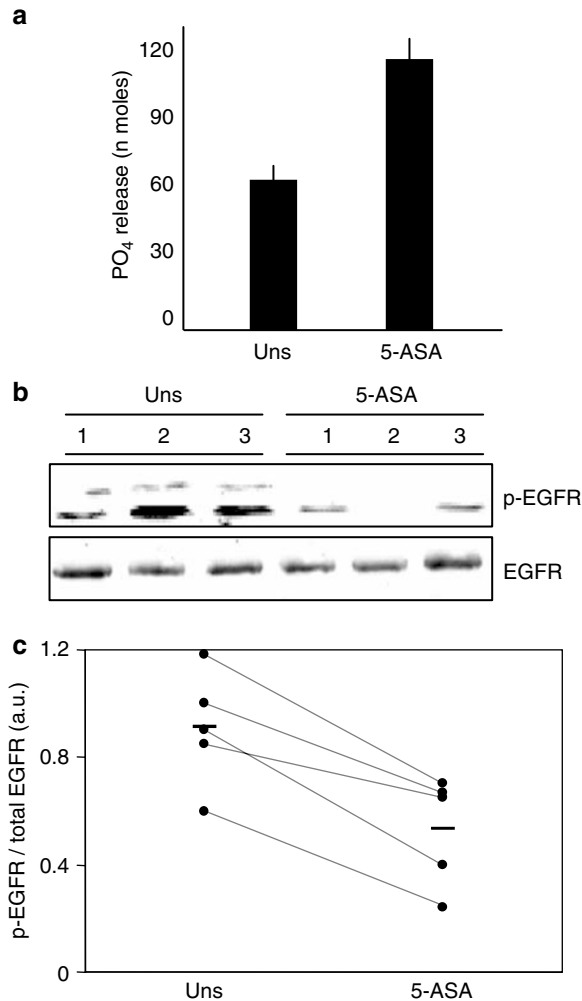 a
PO4 release (n moles)
120
90
60
30
0
Uns 5-ASA
b
Uns 5-ASA
1 2 3 1 2 3
p-EGFR
EGFR
c
p-EGFR / total EGFR (a.u.)
1.2
0.8
0.4
0
Uns 5-ASA